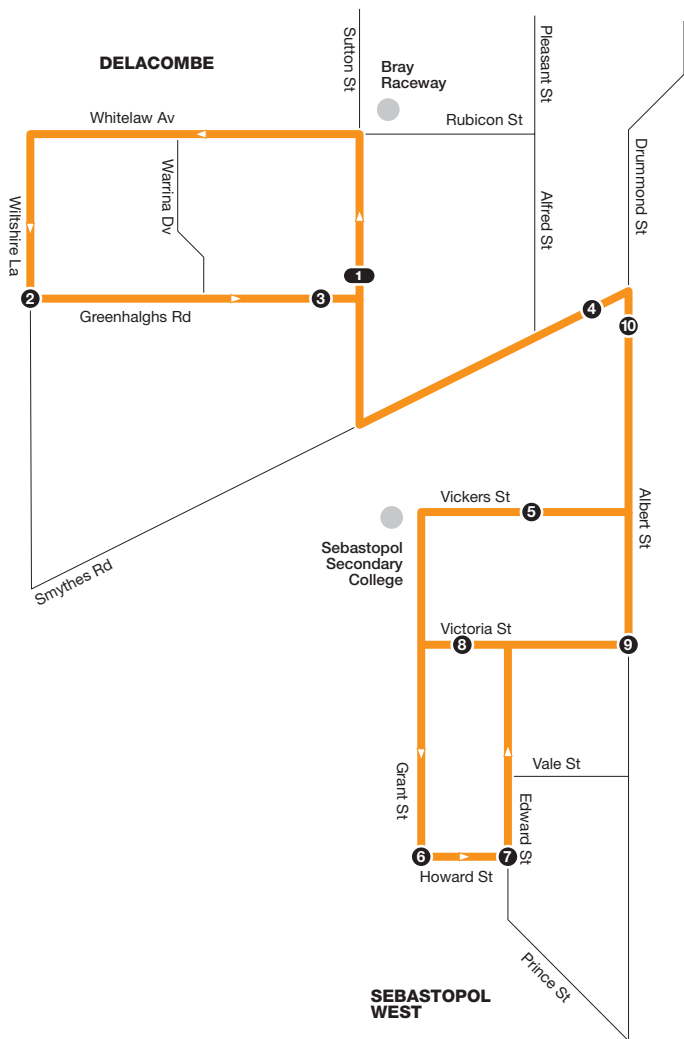 DELACOMBE
Sutton St
Bray
Raceway
Pleasant St
Whitelaw Av
Rubicon St
Drummond St
Warrina Dv
Wiltshire La
Alfred St
1
2
3
Greenhalghs Rd
4
10
Vickers St
5
Albert St
Sebastopol
Secondary
College
Smythes Rd
Victoria St
8
9
Grant St
Vale St
Edward St
6
7
Howard St
Prince St
SEBASTOPOL
WEST